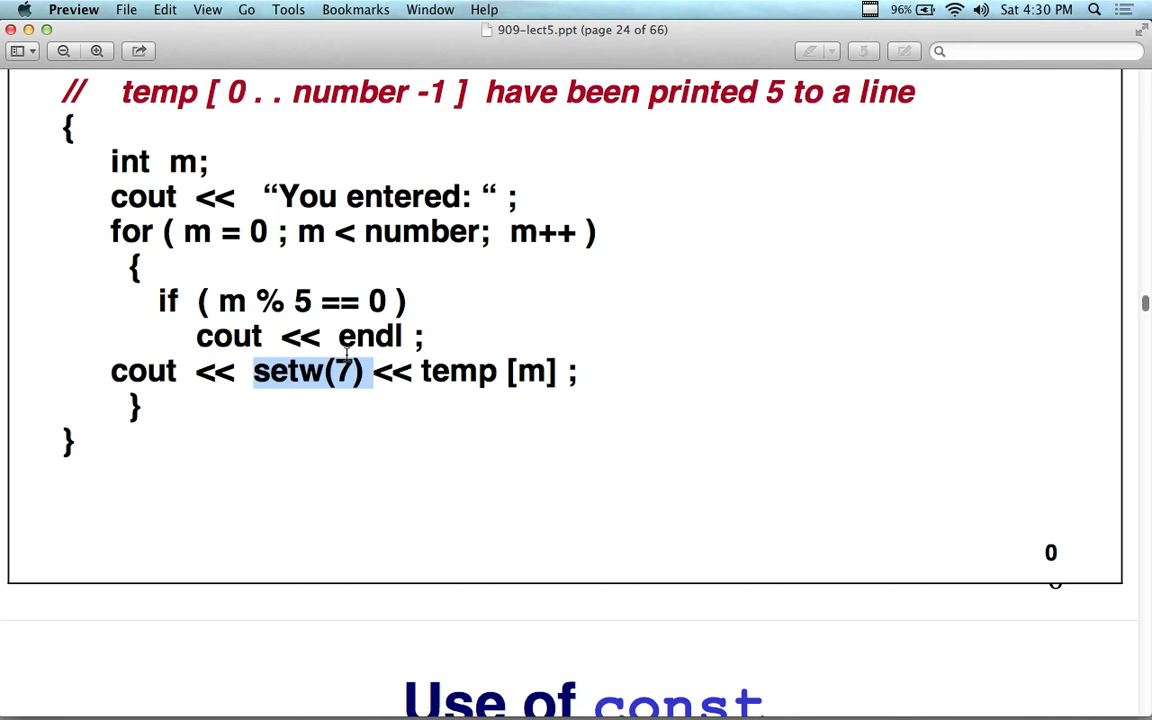 Preview File Edit View Go Tools Bookmarks Window Help 96% Sat 4:30 PM
909-lect5.ppt (page 24 of 66)
// temp [ 0 . . number -1 ] have been printed 5 to a line
{
int m;
cout << “You entered: “ ;
for ( m = 0 ; m < number; m++ )
{
if ( m % 5 == 0 )
cout << endl ;
cout << setw(7) << temp [m] ;
}
}
0
Use of const